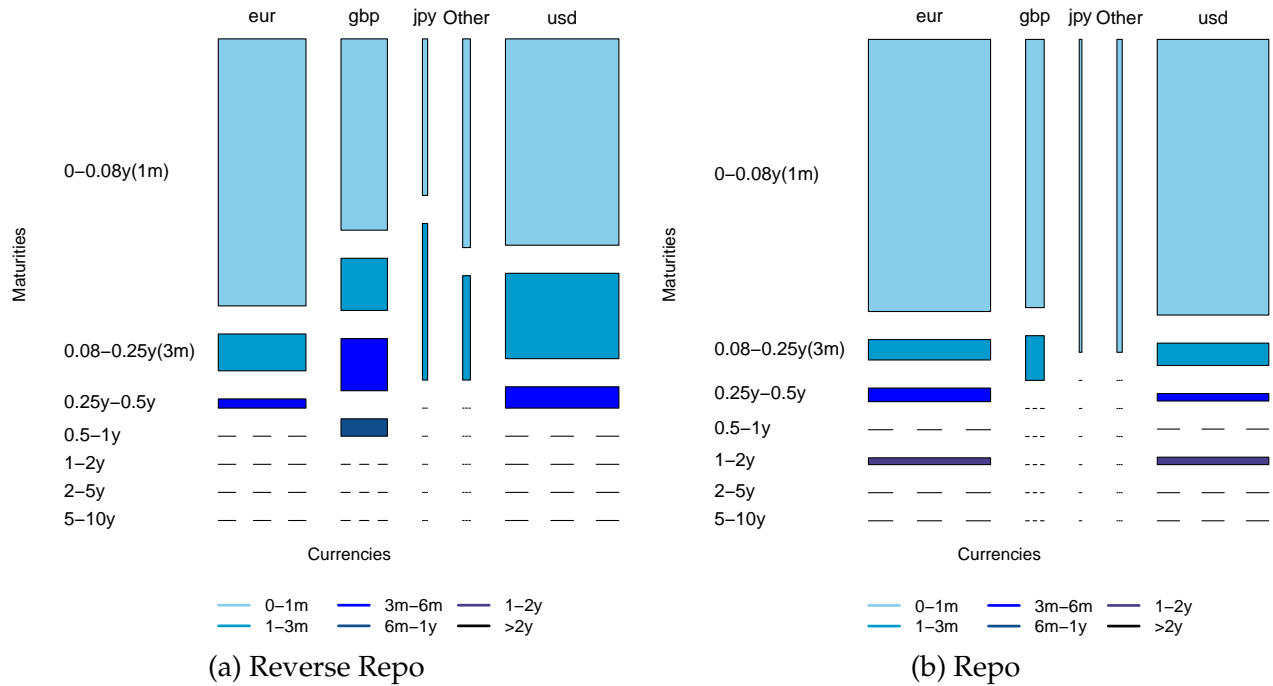 eur gbp jpy Other usd
0–0.08y(1m)
0.08–0.25y(3m)
0.25y–0.5y
0.5–1y
1–2y
2–5y
5–10y
Maturities
Currencies
0–1m 3m–6m 1–2y
1–3m 6m–1y >2y
(a) Reverse Repo
eur gbp jpy Other usd
0–0.08y(1m)
0.08–0.25y(3m)
0.25y–0.5y
0.5–1y
1–2y
2–5y
5–10y
Maturities
Currencies
0–1m 3m–6m 1–2y
1–3m 6m–1y >2y
(b) Repo